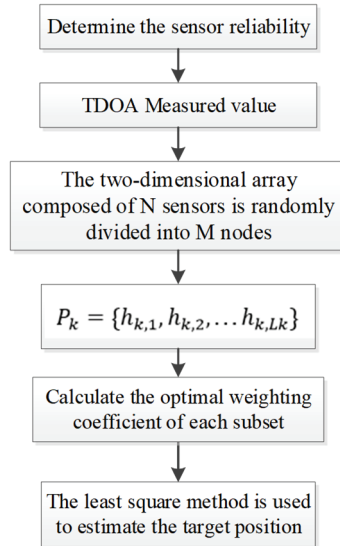 Determine the sensor reliability
TDOA Measured value
The two-dimensional array
composed of N sensors is randomly
divided into M nodes
P_k = {h_{k,1}, h_{k,2}, … h_{k,Lk}}
Calculate the optimal weighting
coefficient of each subset
The least square method is used
to estimate the target position